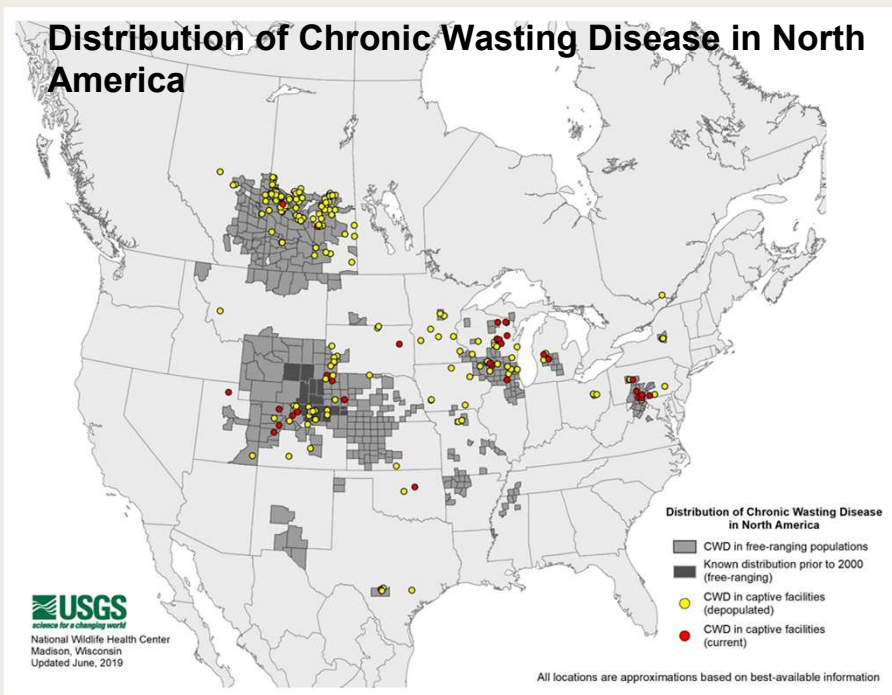 Distribution of Chronic Wasting Disease in North
America
Distribution of Chronic Wasting Disease
in North America
CWD in free-ranging populations
Known distribution prior to 2000
(free-ranging)
CWD in captive facilities
(depopulated)
CWD in captive facilities
(current)
USGS
science for a changing world
National Wildlife Health Center
Madison, Wisconsin
Updated June, 2019
All locations are approximations based on best-available information